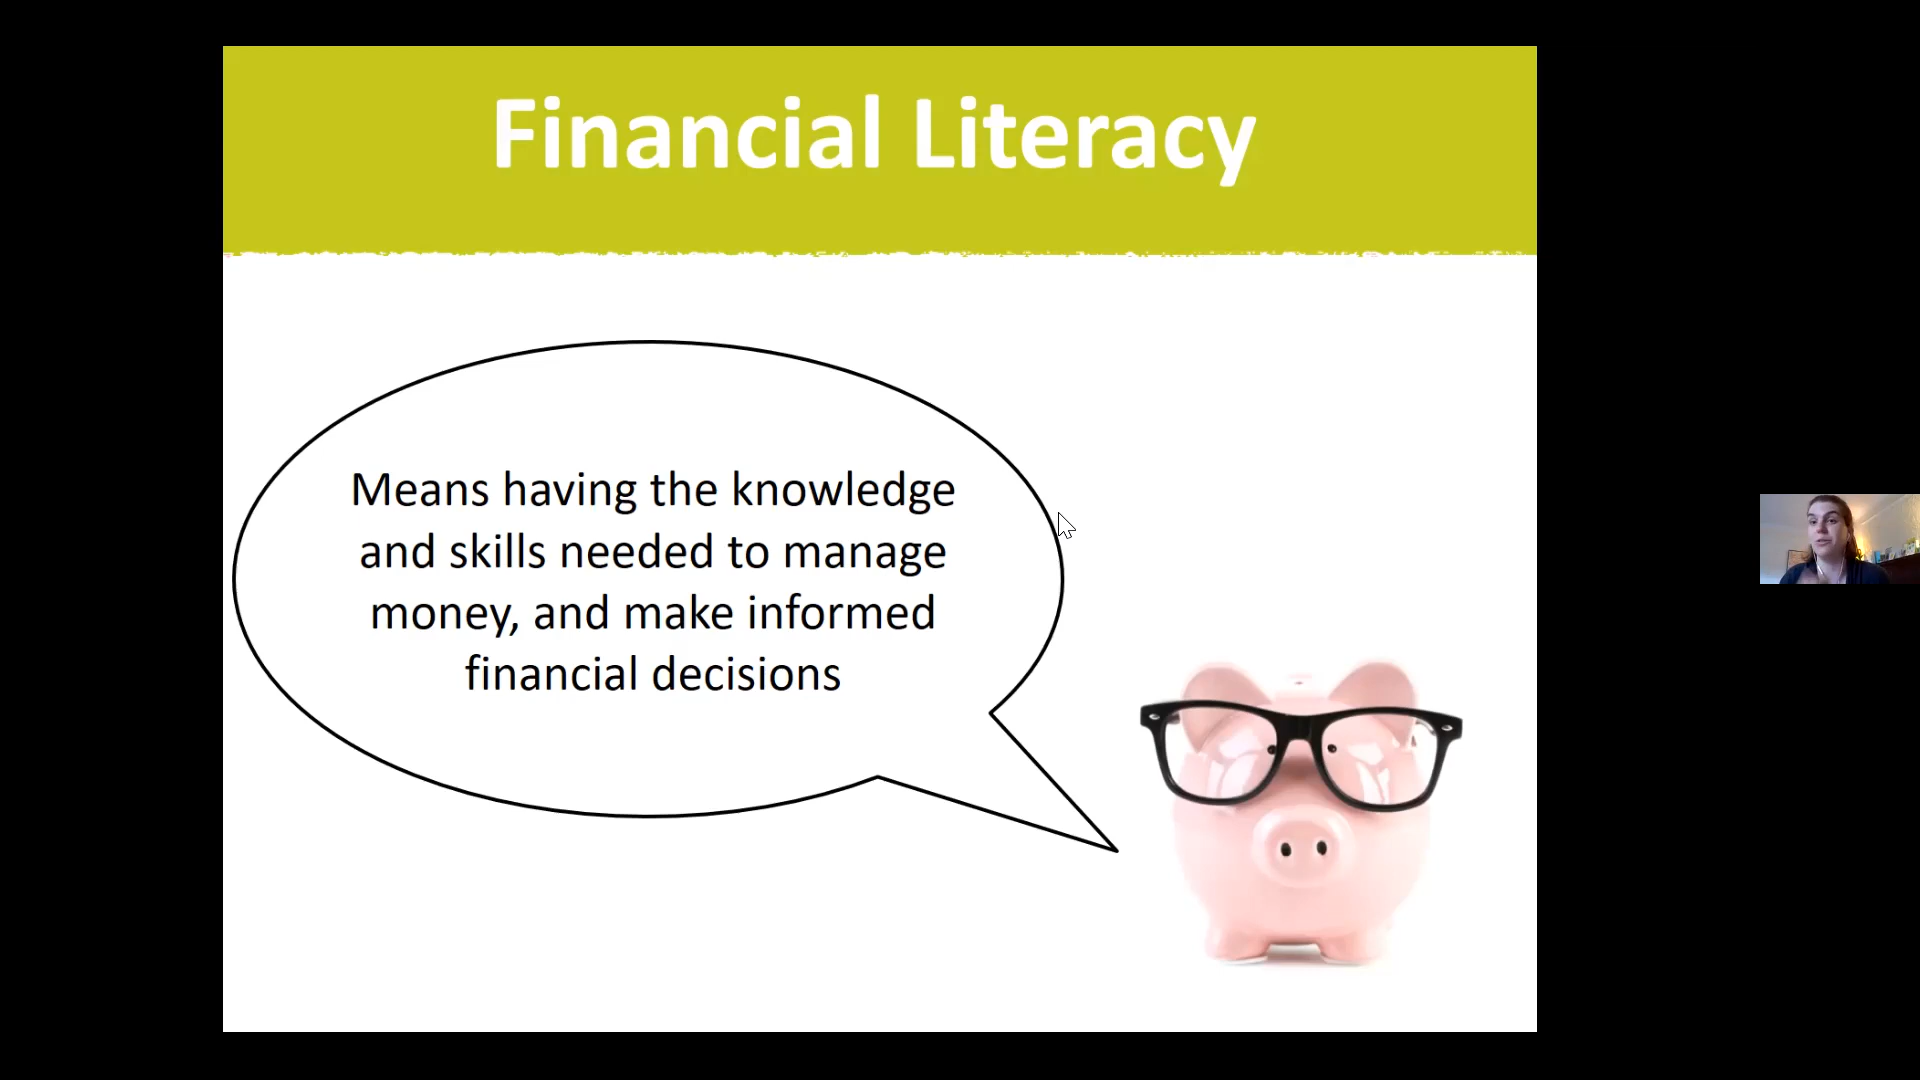 Financial Literacy
Means having the knowledge
and skills needed to manage
money, and make informed
financial decisions